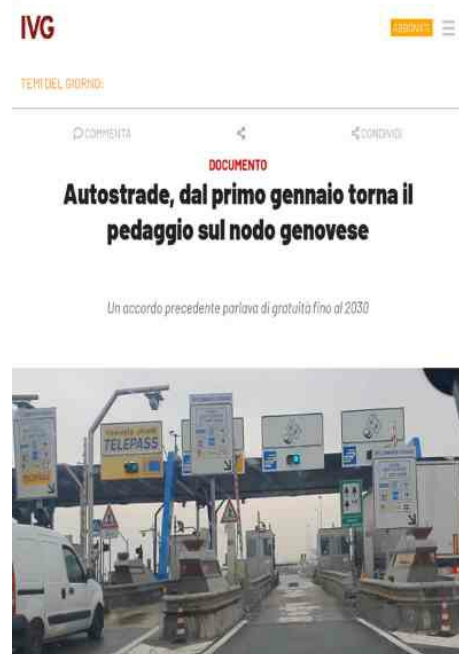 IVG
ABBONATI
TEMI DEL GIORNO:
COMMENTA
CONDIVIDI
DOCUMENTO
Autostrade, dal primo gennaio torna il
pedaggio sul nodo genovese
Un accordo precedente parlava di gratuità fino al 2030
TELEPASS